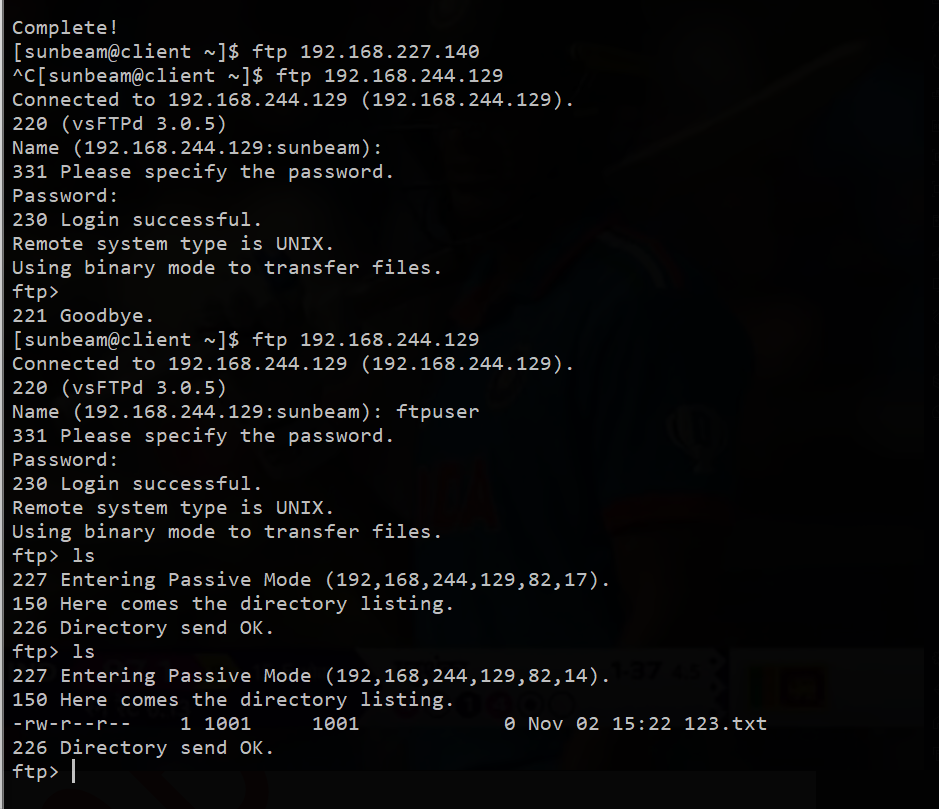 Complete!
[sunbeam@client ~]$ ftp 192.168.227.140
^C[sunbeam@client ~]$ ftp 192.168.244.129
Connected to 192.168.244.129 (192.168.244.129).
220 (vsFTPd 3.0.5)
Name (192.168.244.129:sunbeam):
331 Please specify the password.
Password:
230 Login successful.
Remote system type is UNIX.
Using binary mode to transfer files.
ftp>
221 Goodbye.
[sunbeam@client ~]$ ftp 192.168.244.129
Connected to 192.168.244.129 (192.168.244.129).
220 (vsFTPd 3.0.5)
Name (192.168.244.129:sunbeam): ftpuser
331 Please specify the password.
Password:
230 Login successful.
Remote system type is UNIX.
Using binary mode to transfer files.
ftp> ls
227 Entering Passive Mode (192,168,244,129,82,17).
150 Here comes the directory listing.
226 Directory send OK.
ftp> ls
227 Entering Passive Mode (192,168,244,129,82,14).
150 Here comes the directory listing.
-rw-r--r--    1 1001     1001            0 Nov 02 15:22 123.txt
226 Directory send OK.
ftp>